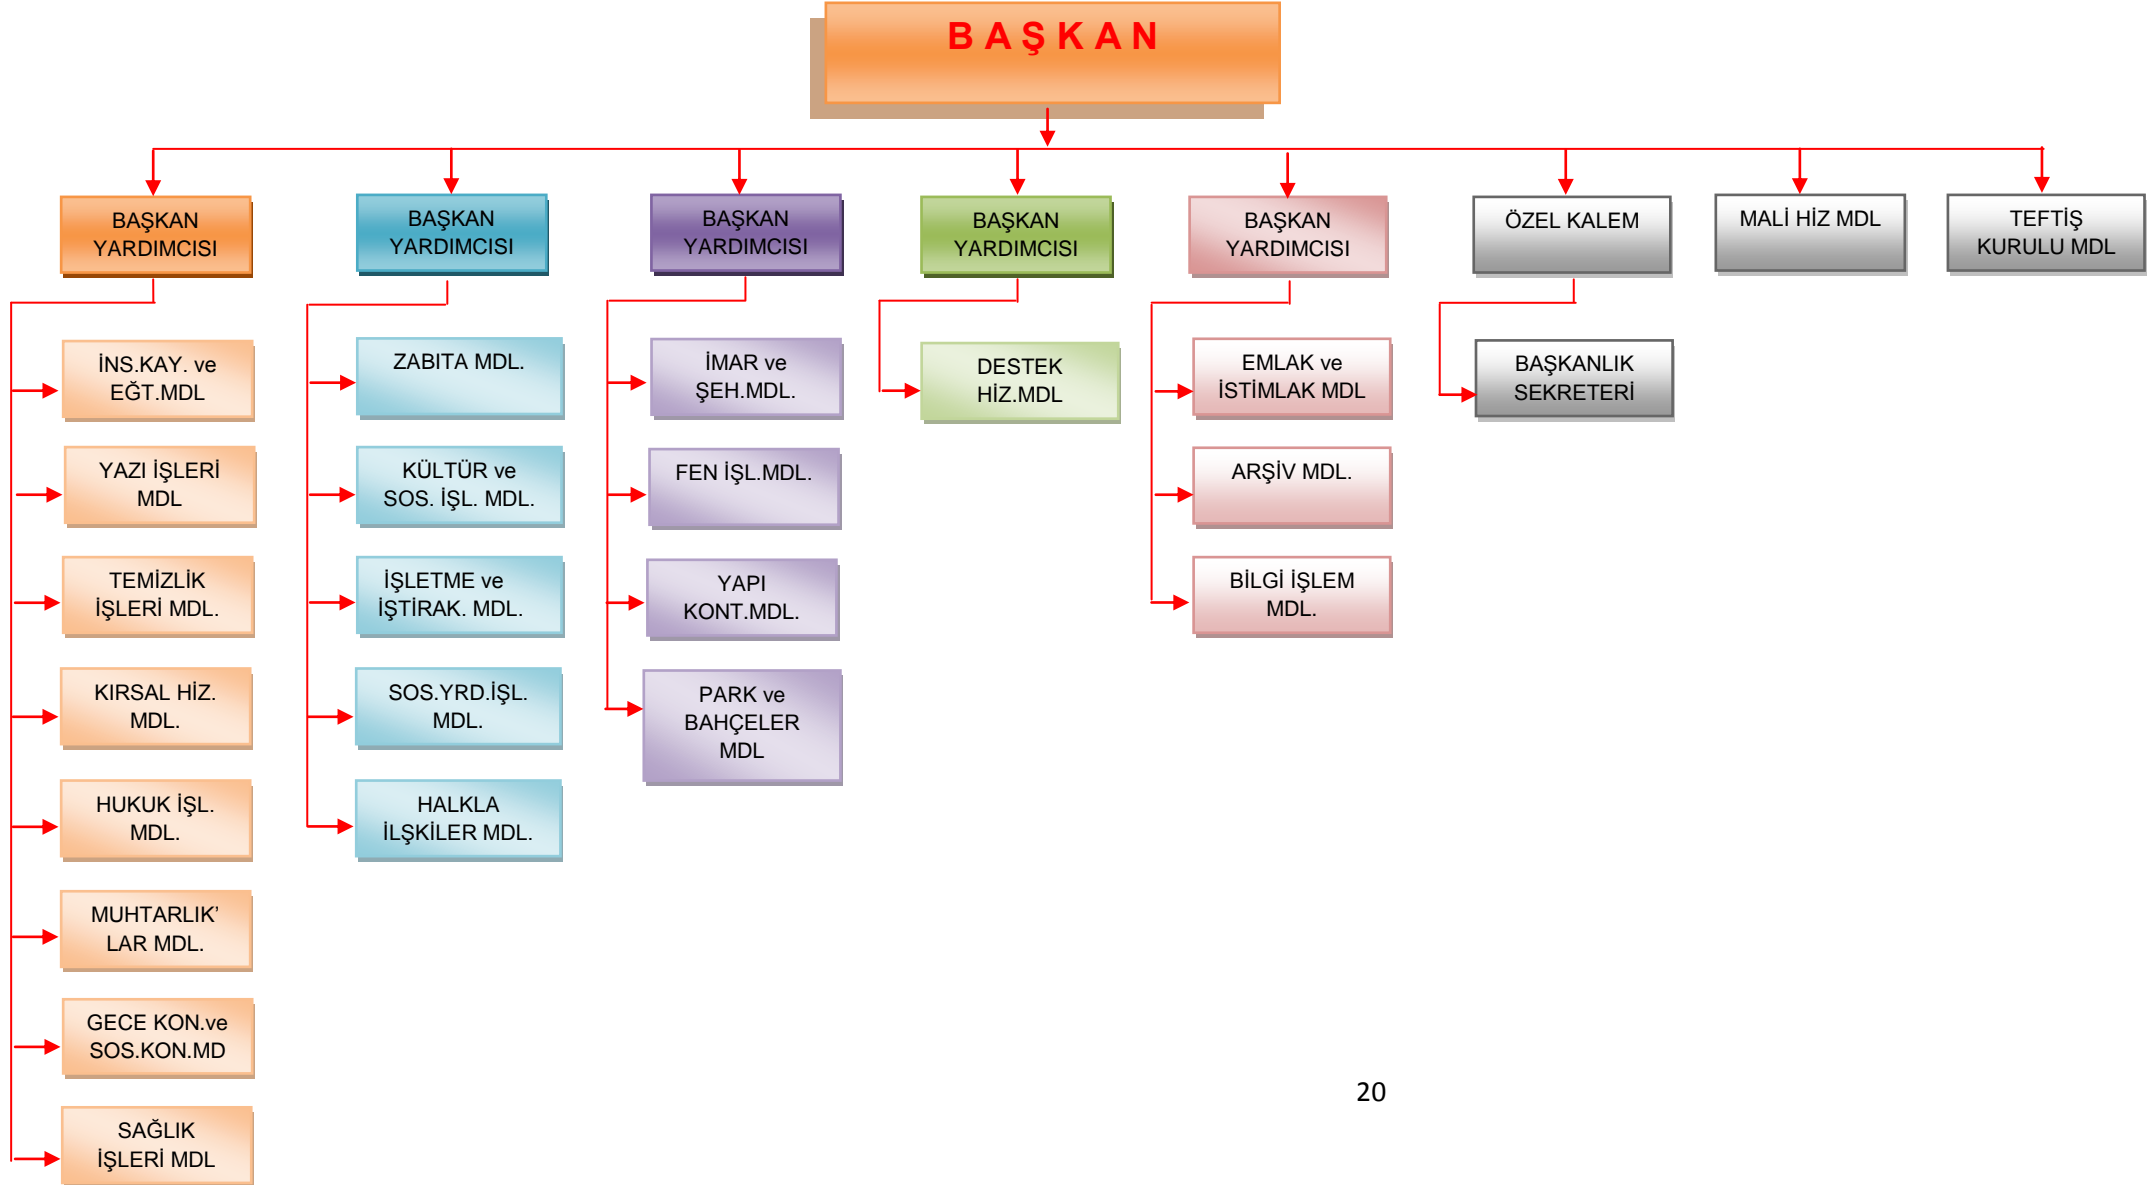 B A Ş K A N
BAŞKAN
YARDIMCISI
BAŞKAN
YARDIMCISI
BAŞKAN
YARDIMCISI
BAŞKAN
YARDIMCISI
BAŞKAN
YARDIMCISI
ÖZEL KALEM
MALİ HİZ MDL
TEFTİŞ
KURULU MDL
İNS.KAY. ve
EĞT.MDL
YAZI İŞLERİ
MDL
TEMİZLİK
İŞLERİ MDL.
KIRSAL HİZ.
MDL.
HUKUK İŞL.
MDL.
MUHTARLIK’
LAR MDL.
GECE KON.ve
SOS.KON.MD
SAĞLIK
İŞLERİ MDL
ZABITA MDL.
KÜLTÜR ve
SOS. İŞL. MDL.
İŞLETME ve
İŞTİRAK. MDL.
SOS.YRD.İŞL.
MDL.
HALKLA
İLŞKİLER MDL.
İMAR ve
ŞEH.MDL.
FEN İŞL.MDL.
YAPI
KONT.MDL.
PARK ve
BAHÇELER
MDL
DESTEK
HİZ.MDL
EMLAK ve
İSTİMLAK MDL
ARŞİV MDL.
BİLGİ İŞLEM
MDL.
BAŞKANLIK
SEKRETERİ
20